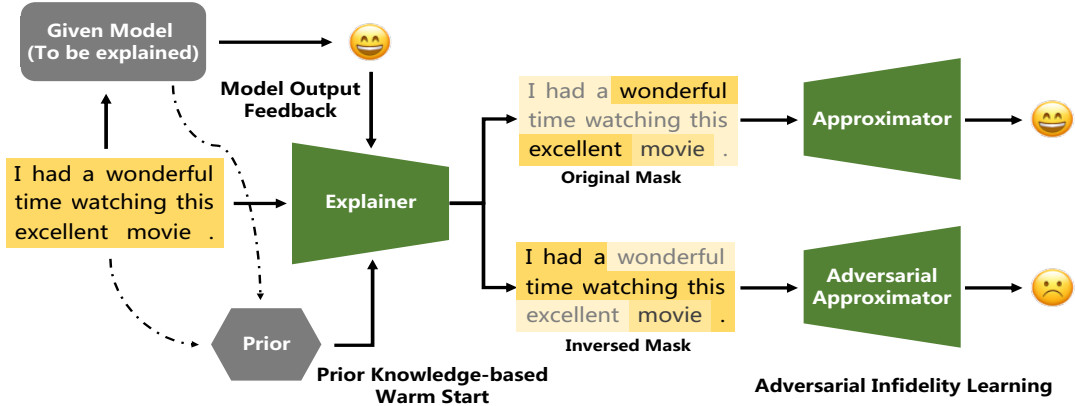 Given Model
(To be explained)
Model Output
Feedback
I had a wonderful
time watching this
excellent movie .
Explainer
Prior
Prior Knowledge-based
Warm Start
I had a wonderful
time watching this
excellent movie .
Original Mask
Approximator
I had a wonderful
time watching this
excellent movie .
Inversed Mask
Adversarial
Approximator
Adversarial Infidelity Learning